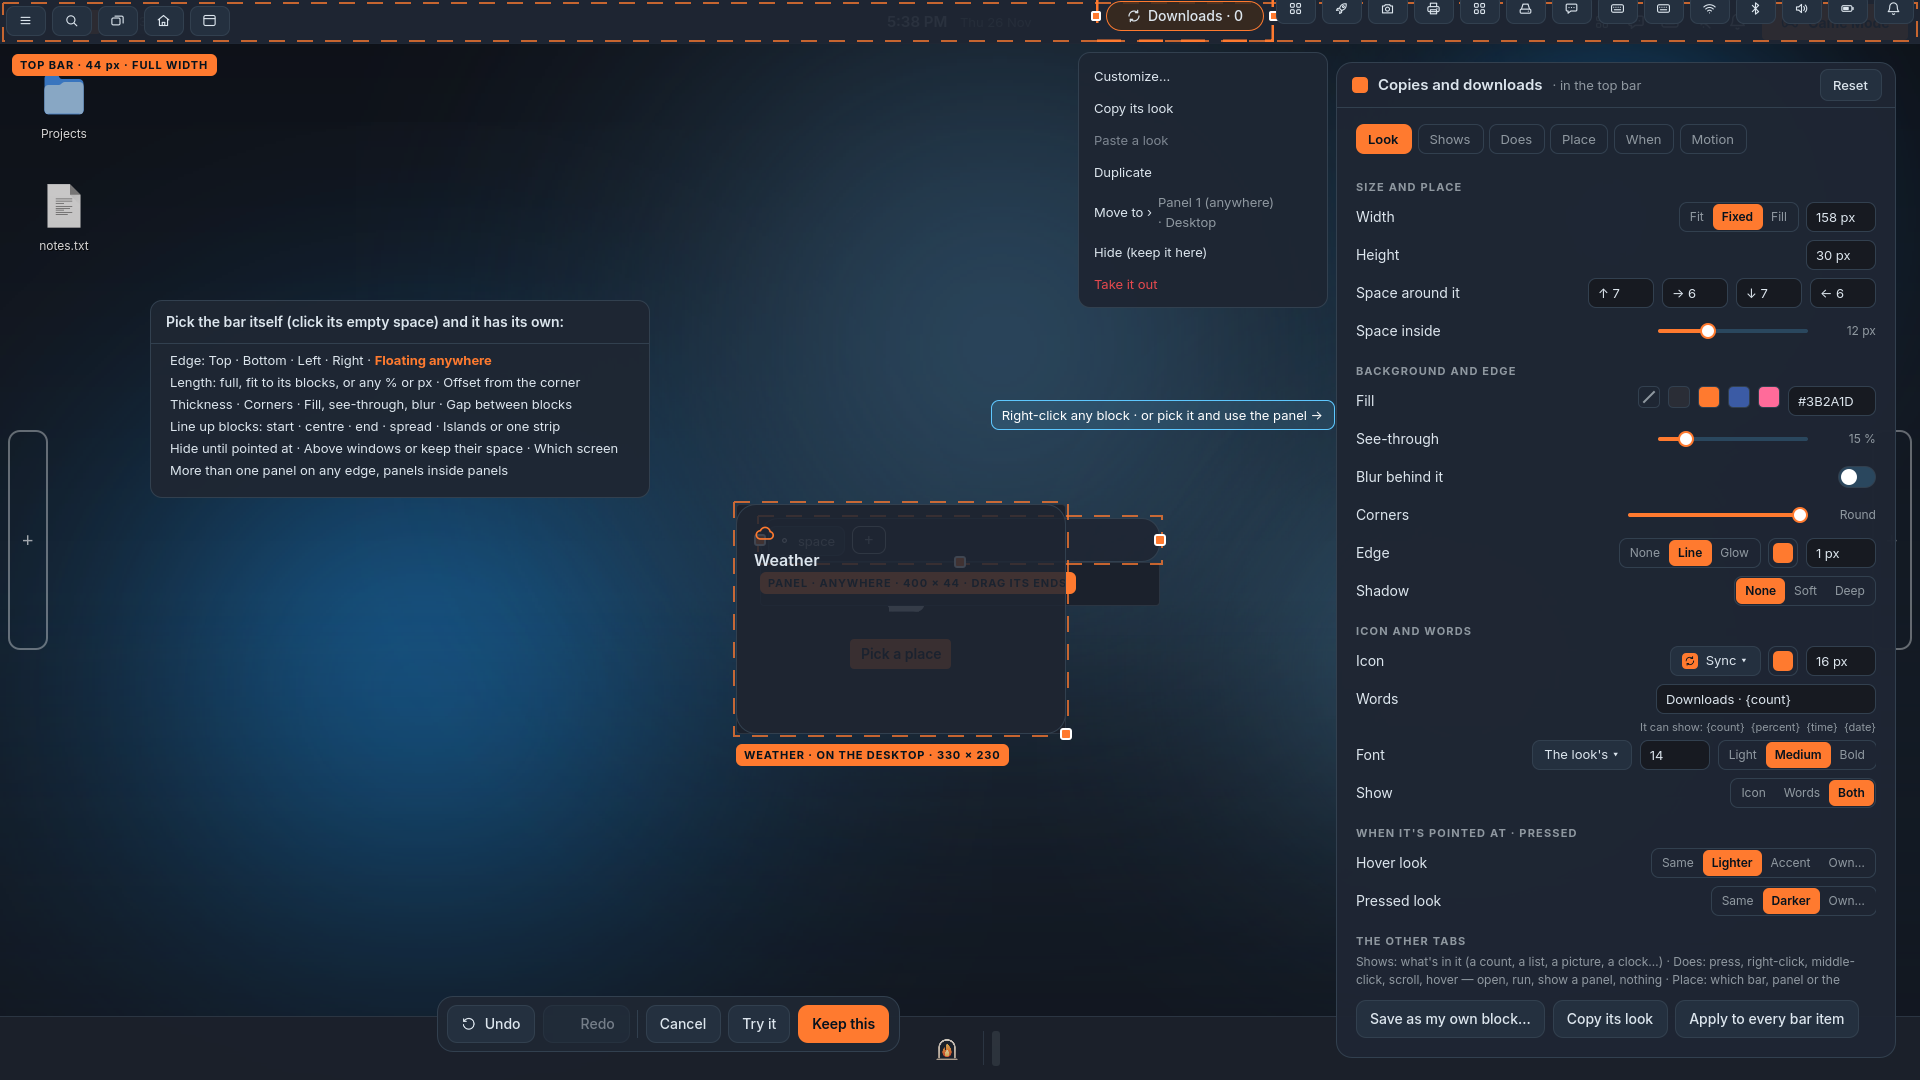 5:38 PM Thu 26 Nov
Downloads · 0
TOP BAR · 44 px · FULL WIDTH
Projects
notes.txt
Customize...
Copy its look
Paste a look
Duplicate
Move to › Panel 1 (anywhere)
· Desktop
Hide (keep it here)
Take it out
Pick the bar itself (click its empty space) and it has its own:
Edge: Top · Bottom · Left · Right · Floating anywhere
Length: full, fit to its blocks, or any % or px · Offset from the corner
Thickness · Corners · Fill, see-through, blur · Gap between blocks
Line up blocks: start · centre · end · spread · Islands or one strip
Hide until pointed at · Above windows or keep their space · Which screen
More than one panel on any edge, panels inside panels
Right-click any block · or pick it and use the panel →
+
space +
Weather
PANEL · ANYWHERE · 400 × 44 · DRAG ITS ENDS
Pick a place
WEATHER · ON THE DESKTOP · 330 × 230
Undo Redo Cancel Try it Keep this
Copies and downloads · in the top bar Reset
Look Shows Does Place When Motion
SIZE AND PLACE
Width Fit Fixed Fill 158 px
Height 30 px
Space around it ↑ 7 → 6 ↓ 7 ← 6
Space inside 12 px
BACKGROUND AND EDGE
Fill #3B2A1D
See-through 15 %
Blur behind it
Corners Round
Edge None Line Glow 1 px
Shadow None Soft Deep
ICON AND WORDS
Icon Sync ▾ 16 px
Words Downloads · {count}
It can show: {count} {percent} {time} {date}
Font The look's ▾ 14 Light Medium Bold
Show Icon Words Both
WHEN IT'S POINTED AT · PRESSED
Hover look Same Lighter Accent Own...
Pressed look Same Darker Own...
THE OTHER TABS
Shows: what's in it (a count, a list, a picture, a clock...) · Does: press, right-click, middle-
click, scroll, hover — open, run, show a panel, nothing · Place: which bar, panel or the
Save as my own block... Copy its look Apply to every bar item